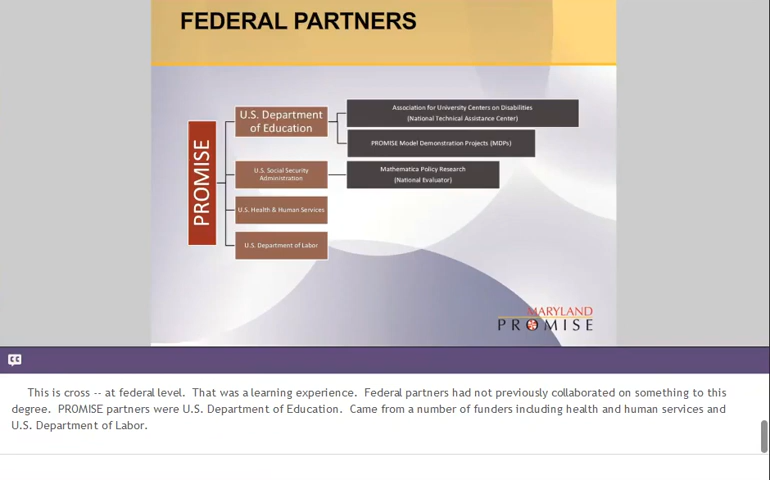 FEDERAL PARTNERS
PROMISE
U.S. Department
of Education
Association for University Centers on Disabilities
(National Technical Assistance Center)
PROMISE Model Demonstration Projects (MDPs)
U.S. Social Security
Administration
Mathematica Policy Research
(National Evaluator)
U.S. Health & Human Services
U.S. Department of Labor
MARYLAND
PROMISE
CC
This is cross -- at federal level. That was a learning experience. Federal partners had not previously collaborated on something to this
degree. PROMISE partners were U.S. Department of Education. Came from a number of funders including health and human services and
U.S. Department of Labor.